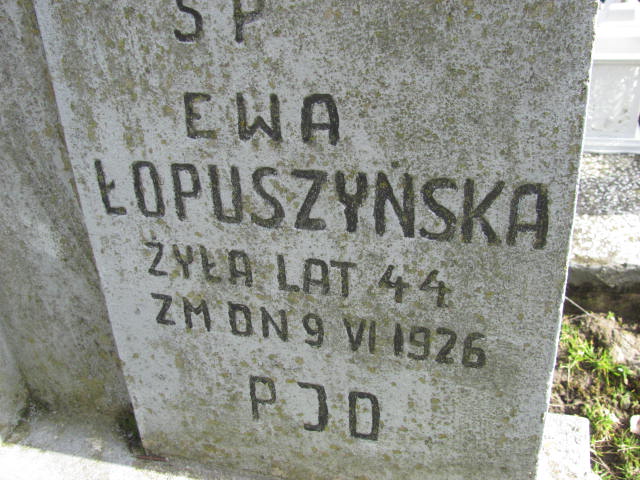 SP
EWA
ŁOPUSZYŃSKA
ŻYŁA LAT 44
ZM DN 9 VI 1926
PJD